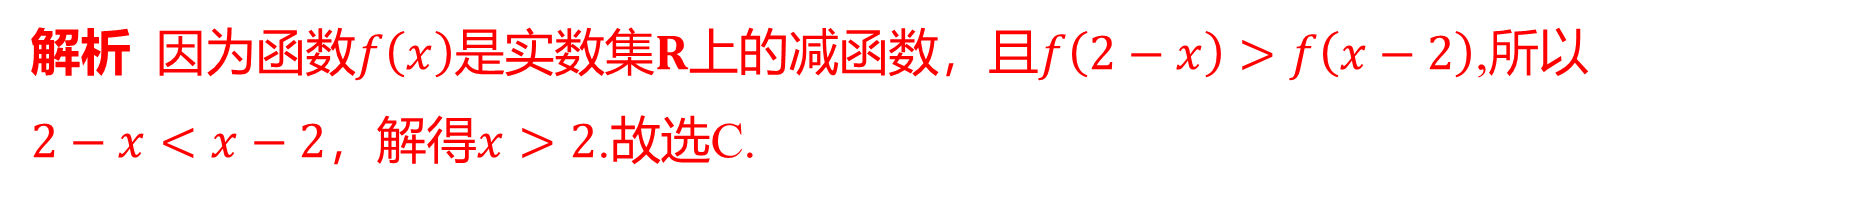 解析 因为函数f(x)是实数集R上的减函数，且f(2 − x) > f(x − 2),所以
2 − x < x − 2，解得x > 2.故选C.